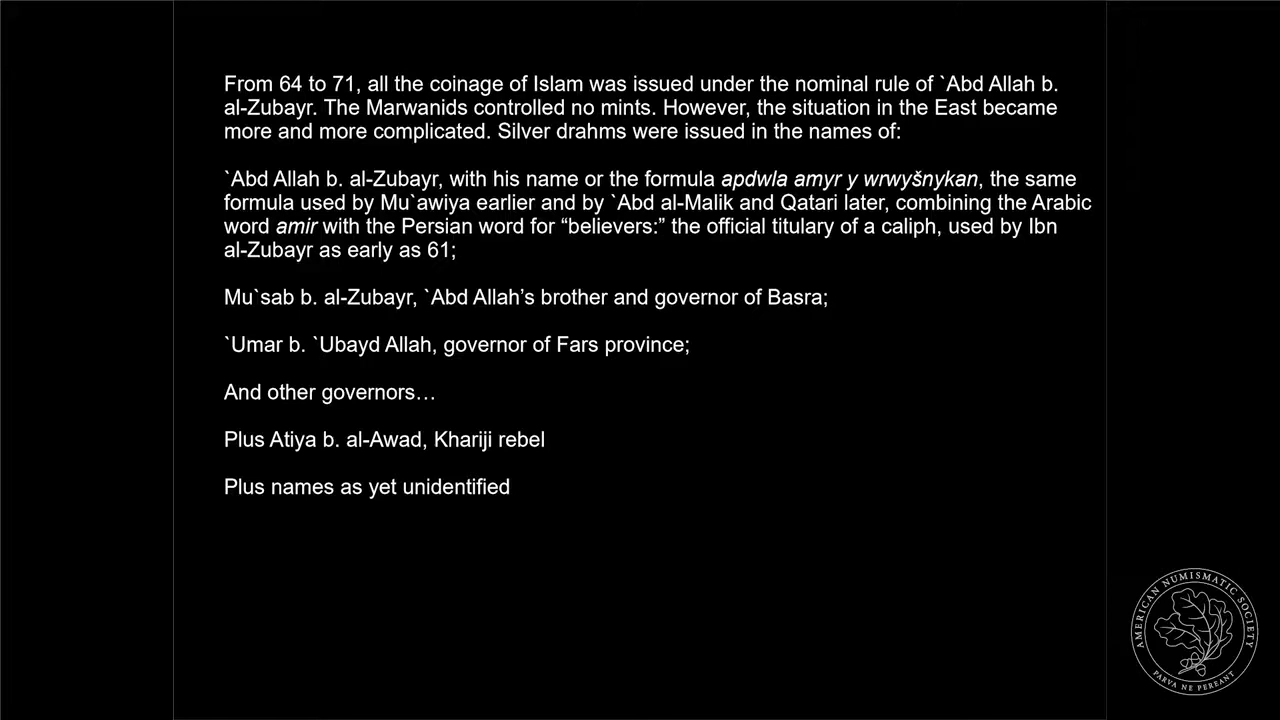 From 64 to 71, all the coinage of Islam was issued under the nominal rule of `Abd Allah b.
al-Zubayr. The Marwanids controlled no mints. However, the situation in the East became
more and more complicated. Silver drahms were issued in the names of:
`Abd Allah b. al-Zubayr, with his name or the formula apdwla amyr y wrwyšnykan, the same
formula used by Mu`awiya earlier and by `Abd al-Malik and Qatari later, combining the Arabic
word amir with the Persian word for “believers:” the official titulary of a caliph, used by Ibn
al-Zubayr as early as 61;
Mu`sab b. al-Zubayr, `Abd Allah’s brother and governor of Basra;
`Umar b. `Ubayd Allah, governor of Fars province;
And other governors…
Plus Atiya b. al-Awad, Khariji rebel
Plus names as yet unidentified
AMERICAN NUMISMATIC SOCIETY
PARVA NE PEREANT